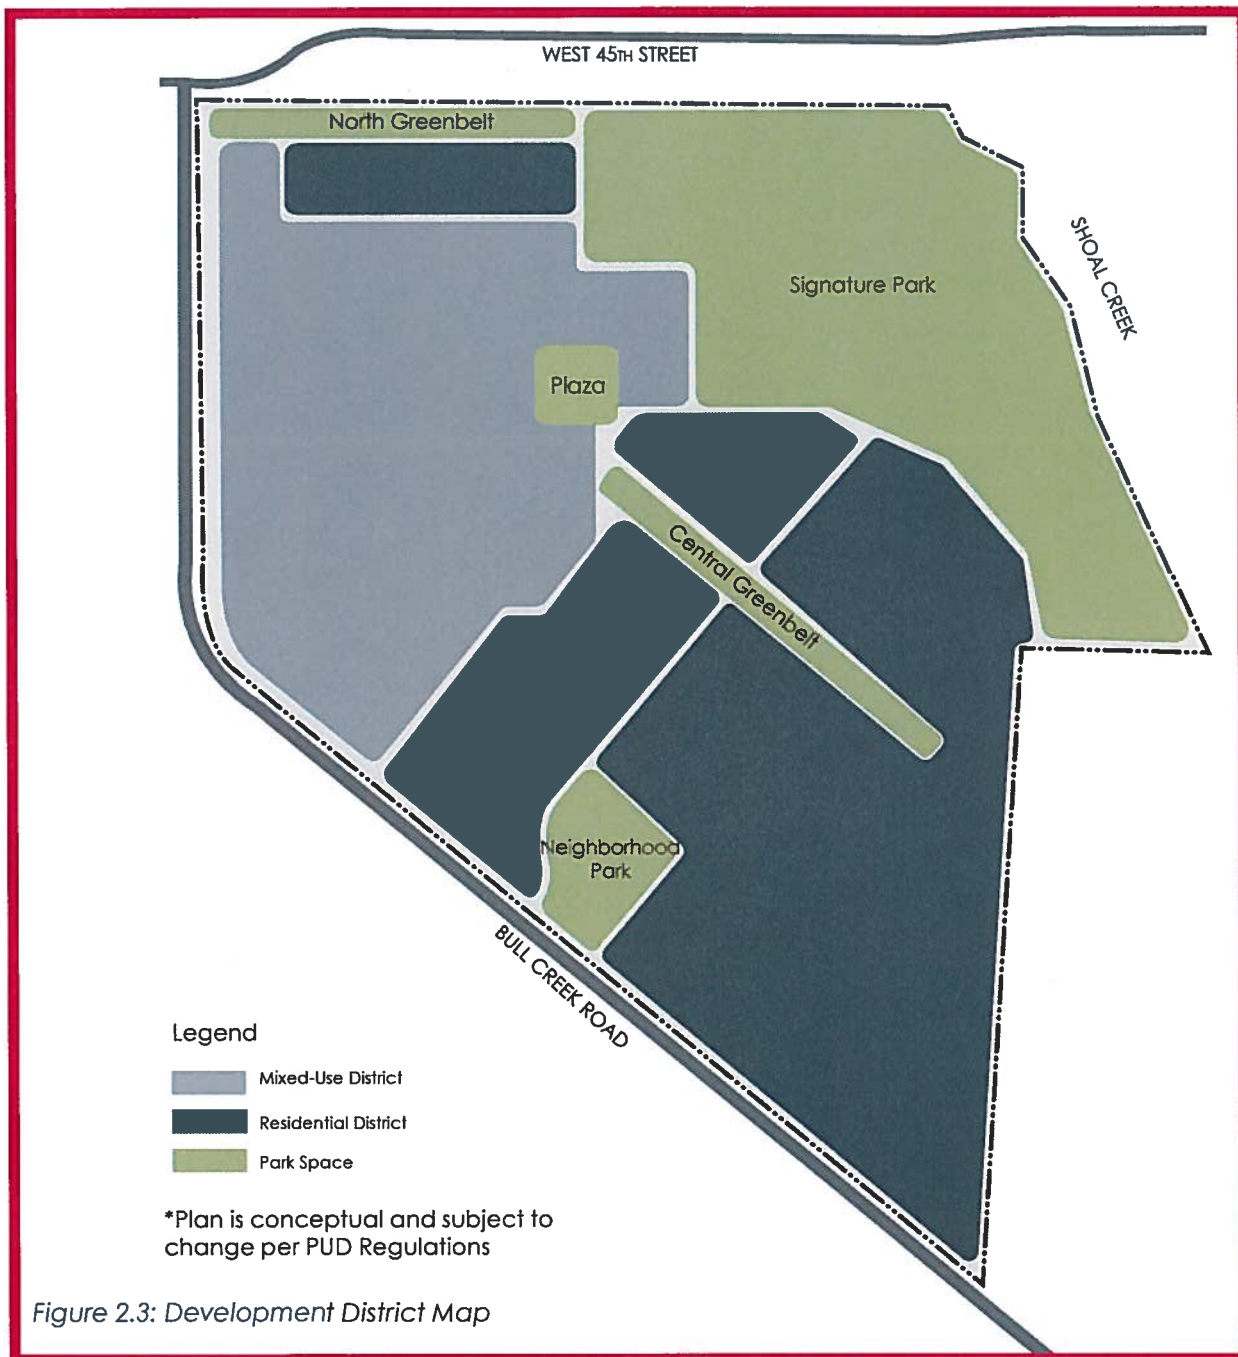 WEST 45TH STREET
North Greenbelt
SHOAL CREEK
Signature Park
Plaza
Central Greenbelt
Neighborhood
Park
BULL CREEK ROAD
Legend
Mixed-Use District
Residential District
Park Space
*Plan is conceptual and subject to
change per PUD Regulations
Figure 2.3: Development District Map